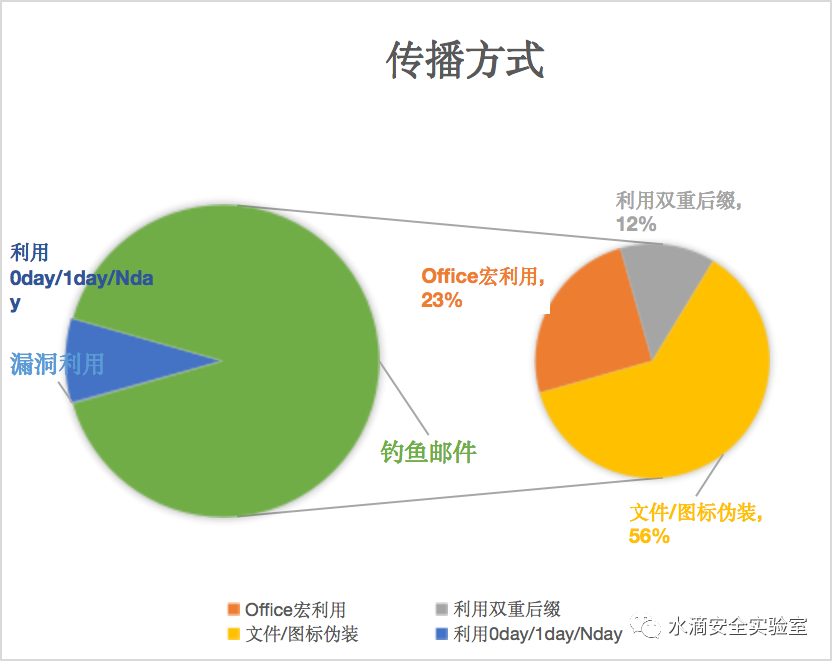 传播方式
利用双重后缀,
12%
利用
0day/1day/Nda
y
Office宏利用,
23%
漏洞利用
钓鱼邮件
文件/图标伪装,
56%
Office宏利用
利用双重后缀
文件/图标伪装
利用0day/1day/Nday
水滴安全实验室